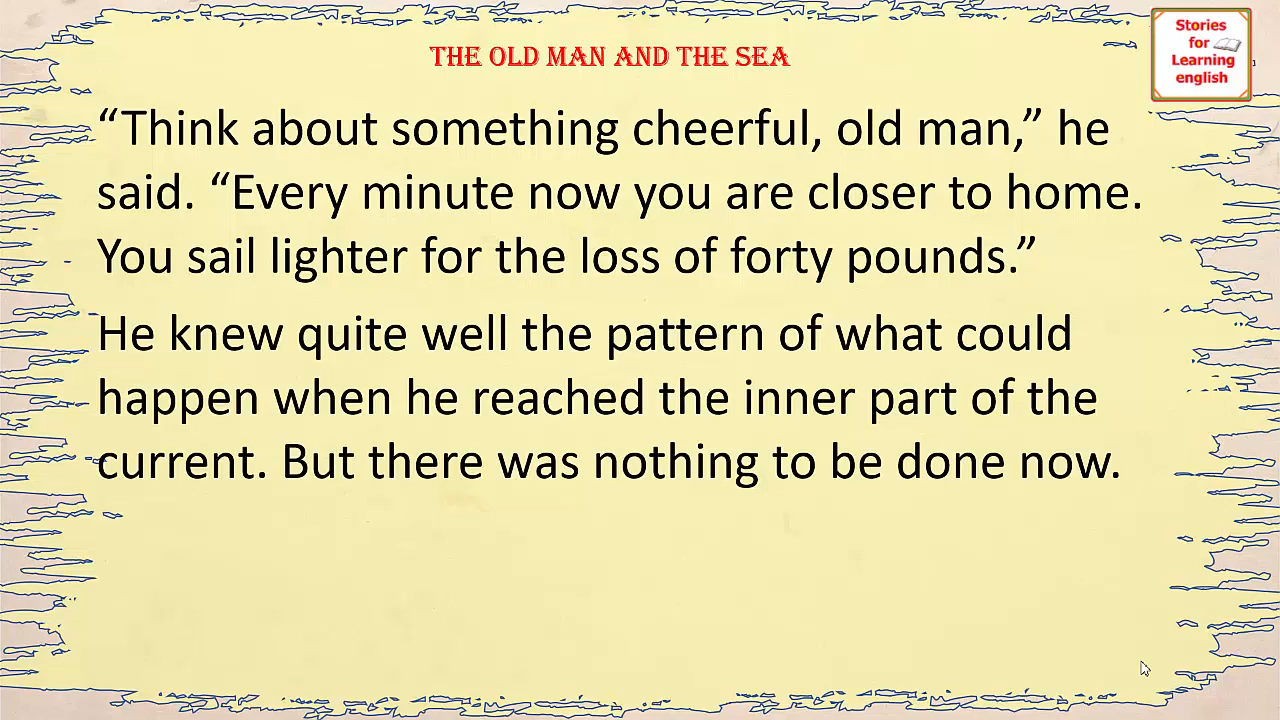 THE OLD MAN AND THE SEA
Stories
for
Learning
english
“Think about something cheerful, old man,” he
said. “Every minute now you are closer to home.
You sail lighter for the loss of forty pounds.”
He knew quite well the pattern of what could
happen when he reached the inner part of the
current. But there was nothing to be done now.